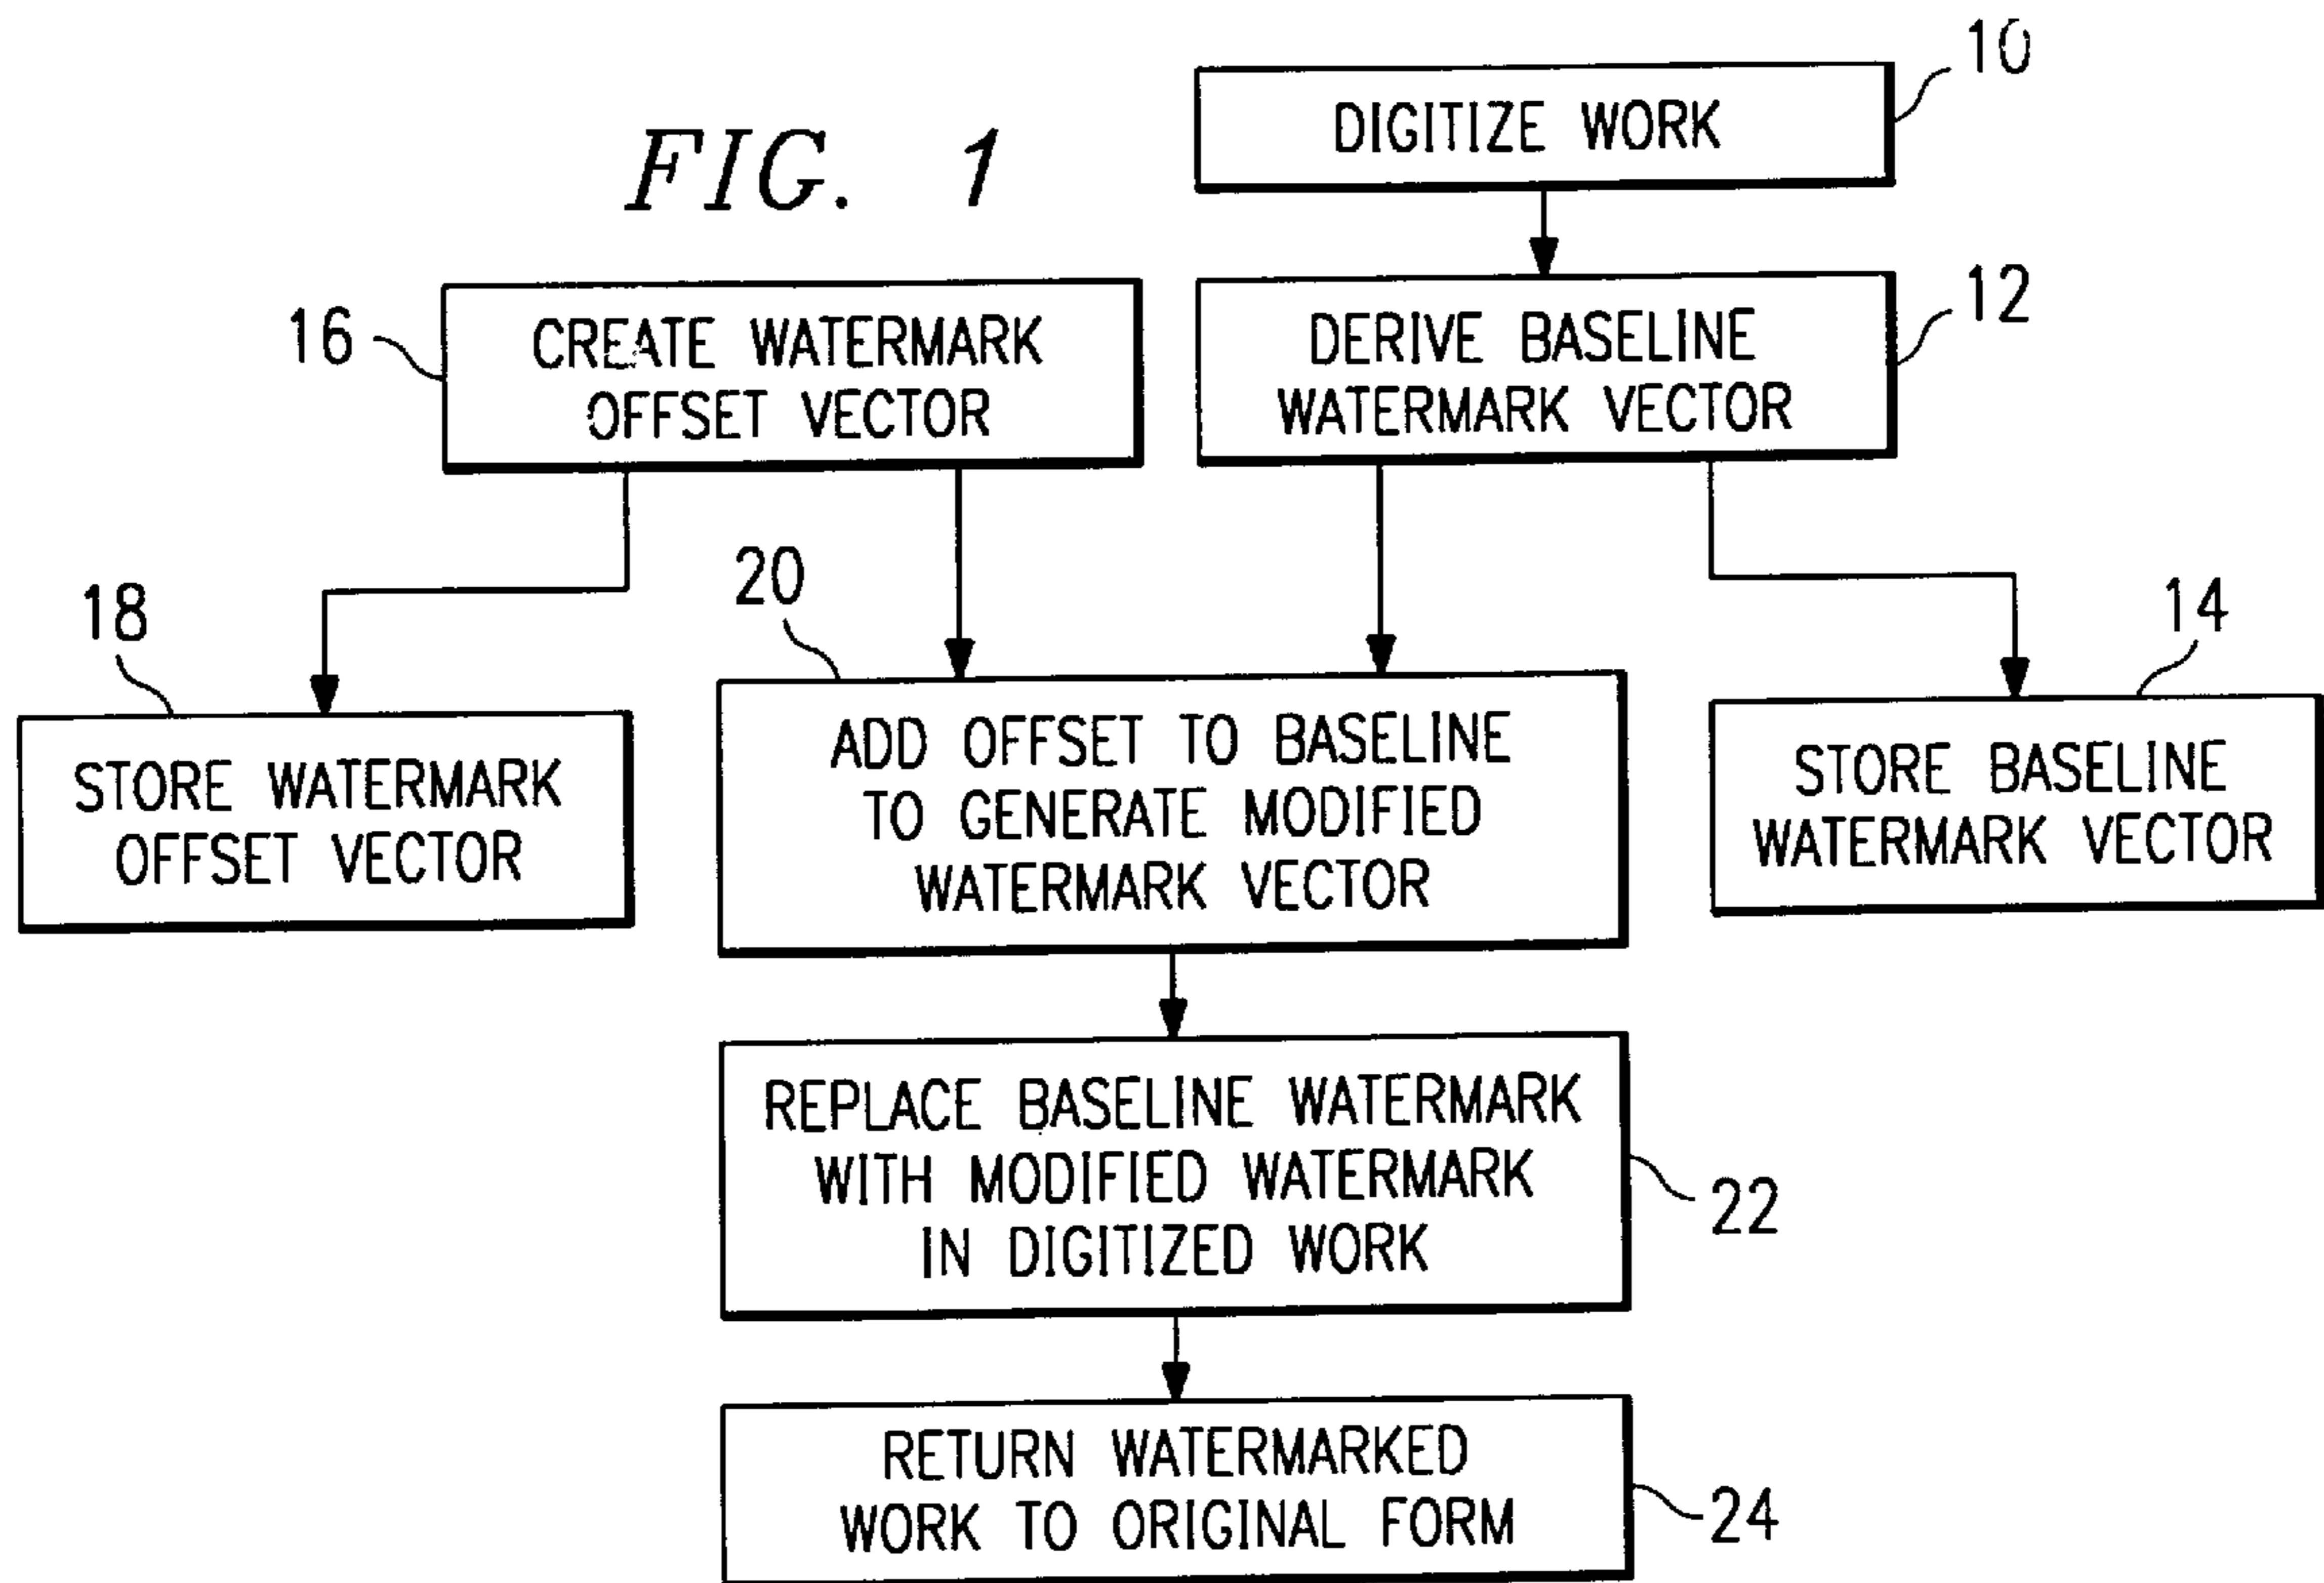 FIG. 1
10
DIGITIZE WORK
16
CREATE WATERMARK
OFFSET VECTOR
12
DERIVE BASELINE
WATERMARK VECTOR
18
STORE WATERMARK
OFFSET VECTOR
20
ADD OFFSET TO BASELINE
TO GENERATE MODIFIED
WATERMARK VECTOR
14
STORE BASELINE
WATERMARK VECTOR
REPLACE BASELINE WATERMARK
WITH MODIFIED WATERMARK
IN DIGITIZED WORK
22
RETURN WATERMARKED
WORK TO ORIGINAL FORM
24